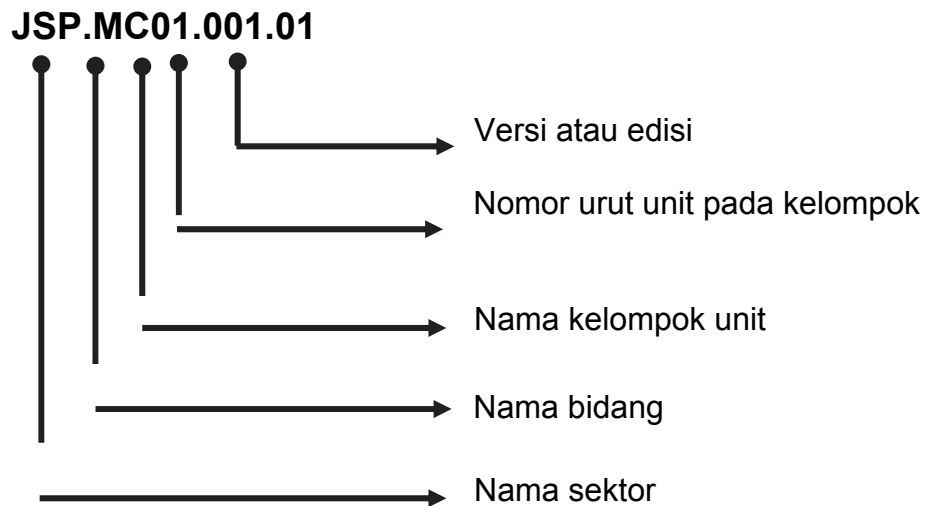 JSP.MC01.001.01
Versi atau edisi
Nomor urut unit pada kelompok
Nama kelompok unit
Nama bidang
Nama sektor